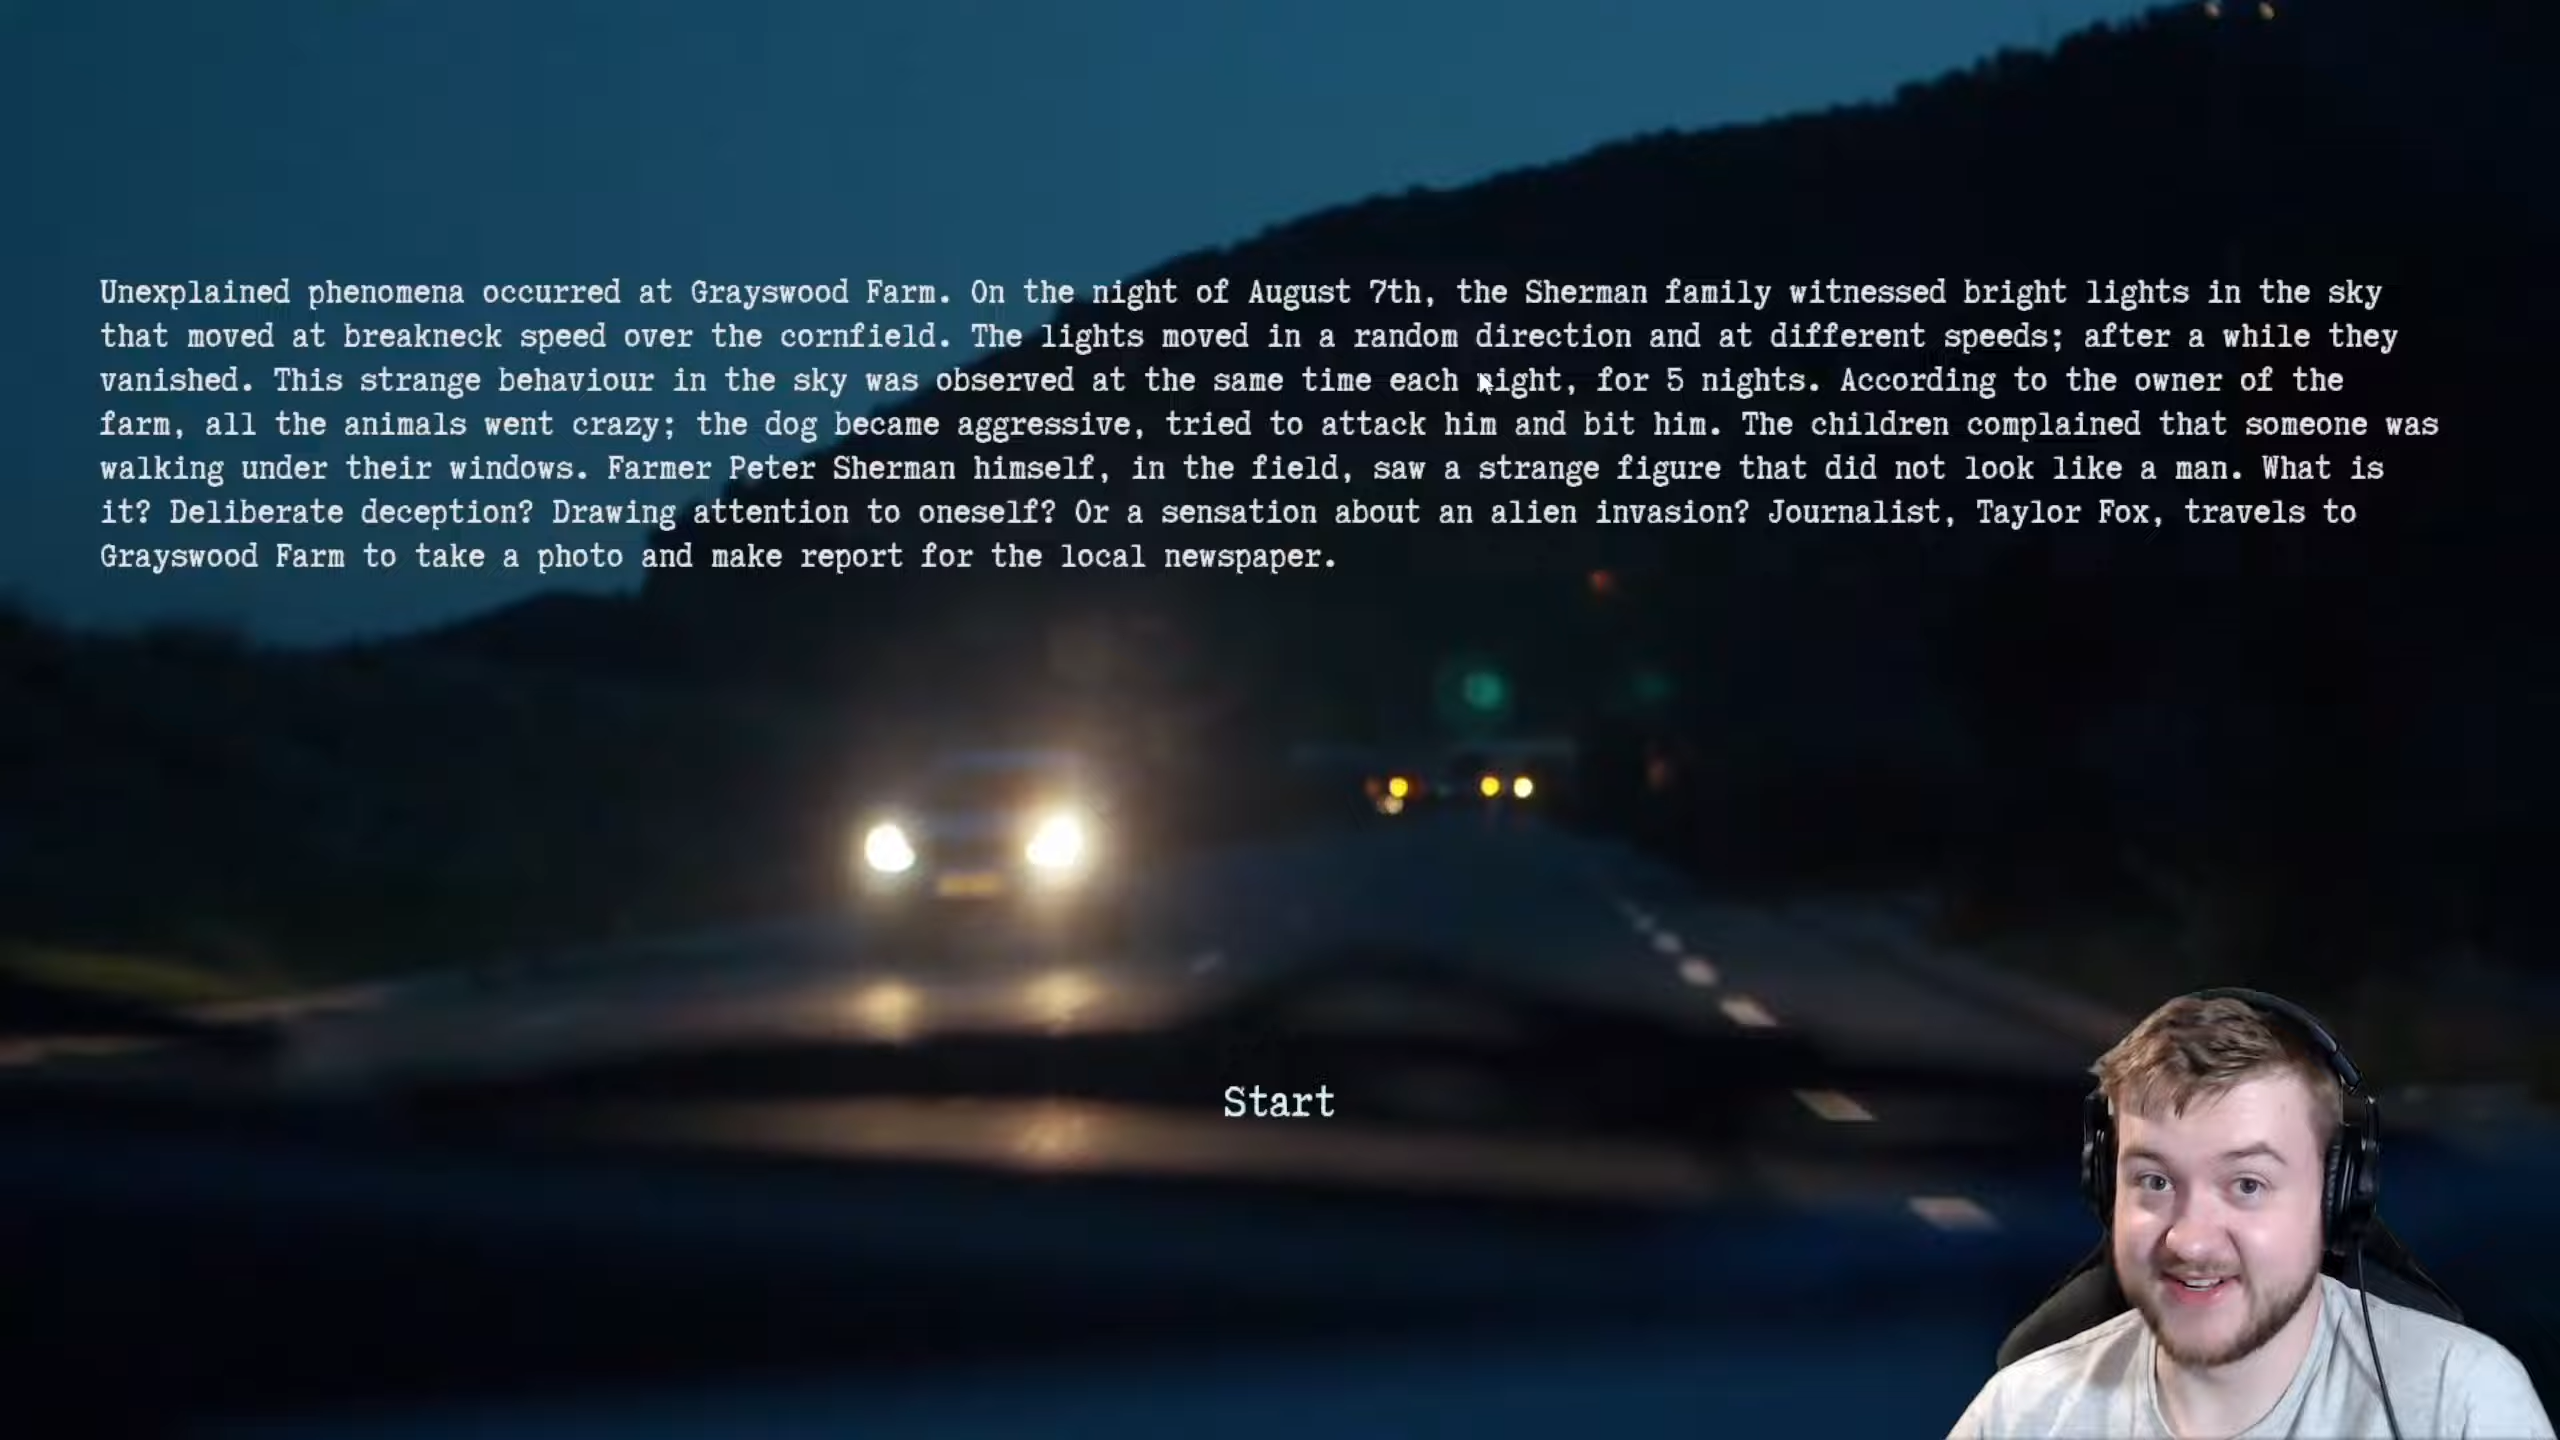 Unexplained phenomena occurred at Grayswood Farm. On the night of August 7th, the Sherman family witnessed bright lights in the sky
that moved at breakneck speed over the cornfield. The lights moved in a random direction and at different speeds; after a while they
vanished. This strange behaviour in the sky was observed at the same time each night, for 5 nights. According to the owner of the
farm, all the animals went crazy; the dog became aggressive, tried to attack him and bit him. The children complained that someone was
walking under their windows. Farmer Peter Sherman himself, in the field, saw a strange figure that did not look like a man. What is
it? Deliberate deception? Drawing attention to oneself? Or a sensation about an alien invasion? Journalist, Taylor Fox, travels to
Grayswood Farm to take a photo and make report for the local newspaper.
Start